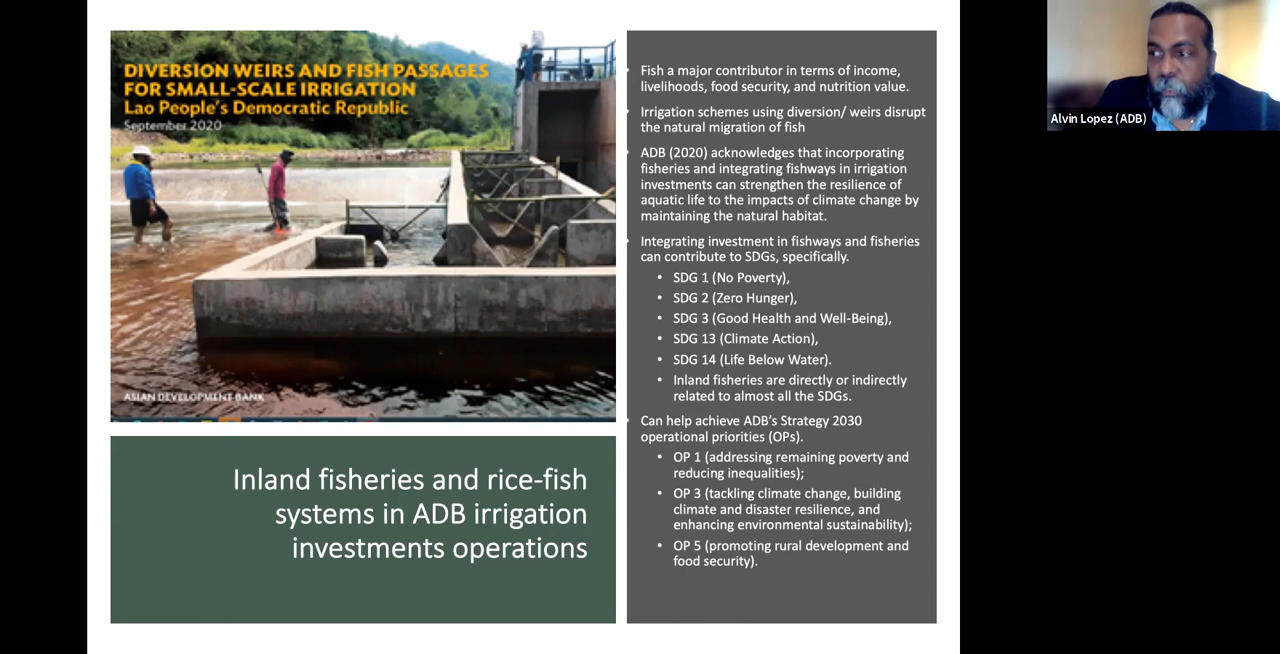 DIVERSION WEIRS AND FISH PASSAGES
FOR SMALL-SCALE IRRIGATION
Lao People's Democratic Republic
September 2020
ASIAN DEVELOPMENT BANK
Inland fisheries and rice-fish
systems in ADB irrigation
investments operations
Fish a major contributor in terms of income,
livelihoods, food security, and nutrition value.
Irrigation schemes using diversion/ weirs disrupt
the natural migration of fish
ADB (2020) acknowledges that incorporating
fisheries and integrating fishways in irrigation
investments can strengthen the resilience of
aquatic life to the impacts of climate change by
maintaining the natural habitat.
Integrating investment in fishways and fisheries
can contribute to SDGs, specifically.
• SDG 1 (No Poverty),
• SDG 2 (Zero Hunger),
• SDG 3 (Good Health and Well-Being),
• SDG 13 (Climate Action),
• SDG 14 (Life Below Water).
• Inland fisheries are directly or indirectly
related to almost all the SDGs.
Can help achieve ADB's Strategy 2030
operational priorities (OPs).
• OP 1 (addressing remaining poverty and
reducing inequalities);
• OP 3 (tackling climate change, building
climate and disaster resilience, and
enhancing environmental sustainability);
• OP 5 (promoting rural development and
food security).
Alvin Lopez (ADB)